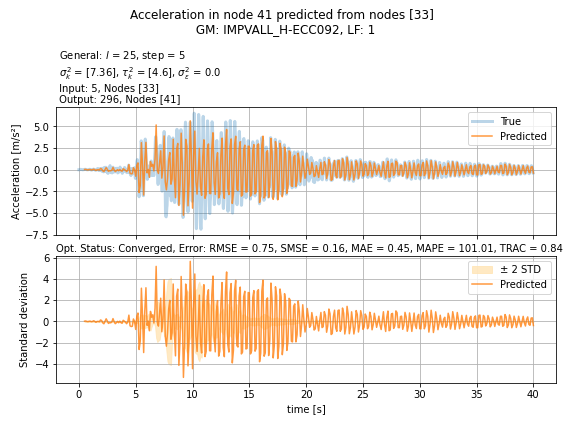 Acceleration in node 41 predicted from nodes [33]
GM: IMPVALL_H-ECC092, LF: 1
General: l = 25, step = 5
σ²ₖ = [7.36], τ²ₖ = [4.6], σ²ε = 0.0
Input: 5, Nodes [33]
Output: 296, Nodes [41]
Acceleration [m/s²]
5.0
2.5
0.0
−2.5
−5.0
−7.5
True
Predicted
Opt. Status: Converged, Error: RMSE = 0.75, SMSE = 0.16, MAE = 0.45, MAPE = 101.01, TRAC = 0.84
Standard deviation
6
4
2
0
−2
−4
± 2 STD
Predicted
0 5 10 15 20 25 30 35 40
time [s]